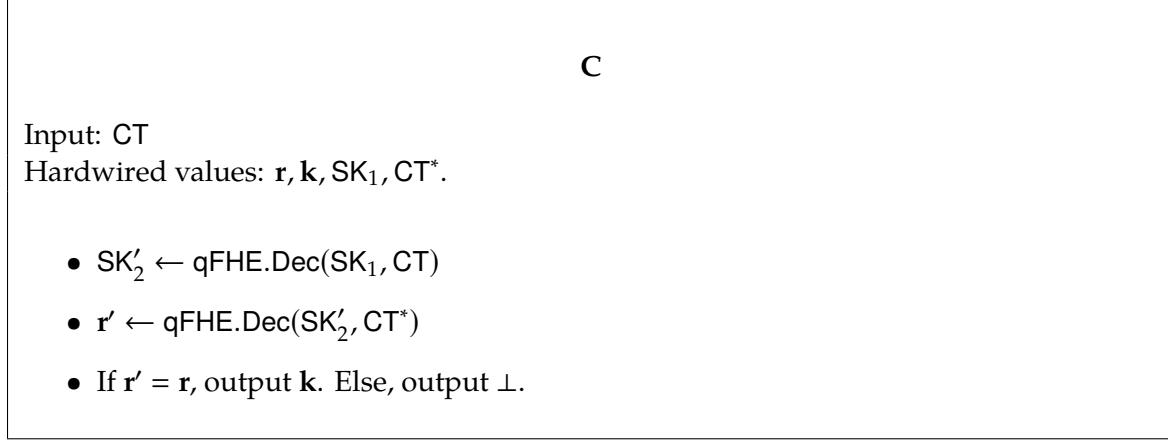 C
Input: CT
Hardwired values: r, k, SK₁, CT*.
• SK′₂ ← qFHE.Dec(SK₁, CT)
• r′ ← qFHE.Dec(SK′₂, CT*)
• If r′ = r, output k. Else, output ⊥.